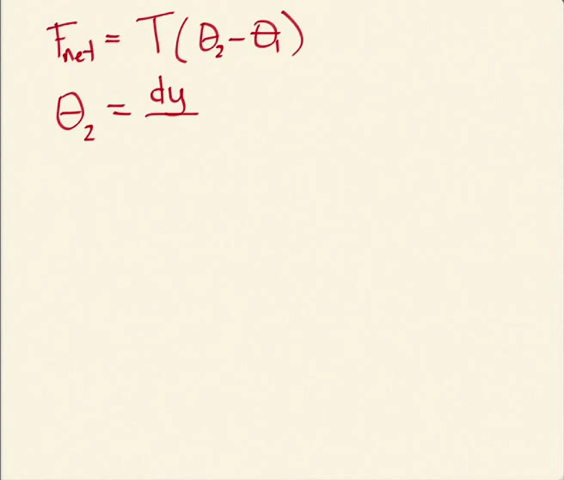 F_net = T(θ₂ - θ₁)
θ₂ = dy/